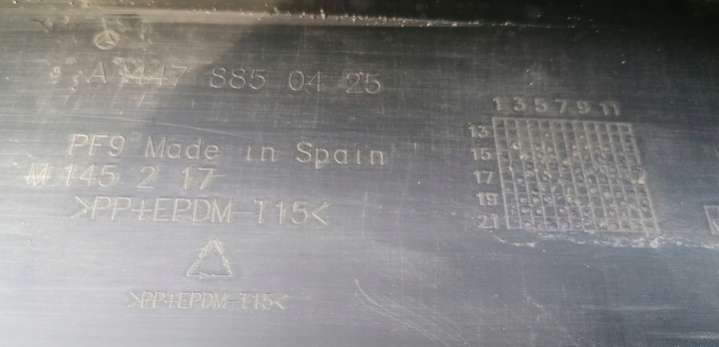 A 447 885 04 25
PF9 Made in Spain
M 145 2 17
>PP+EPDM-T15<
>PP+EPDM-T15<
1 3 5 7 9 11
13
15
17
19
21